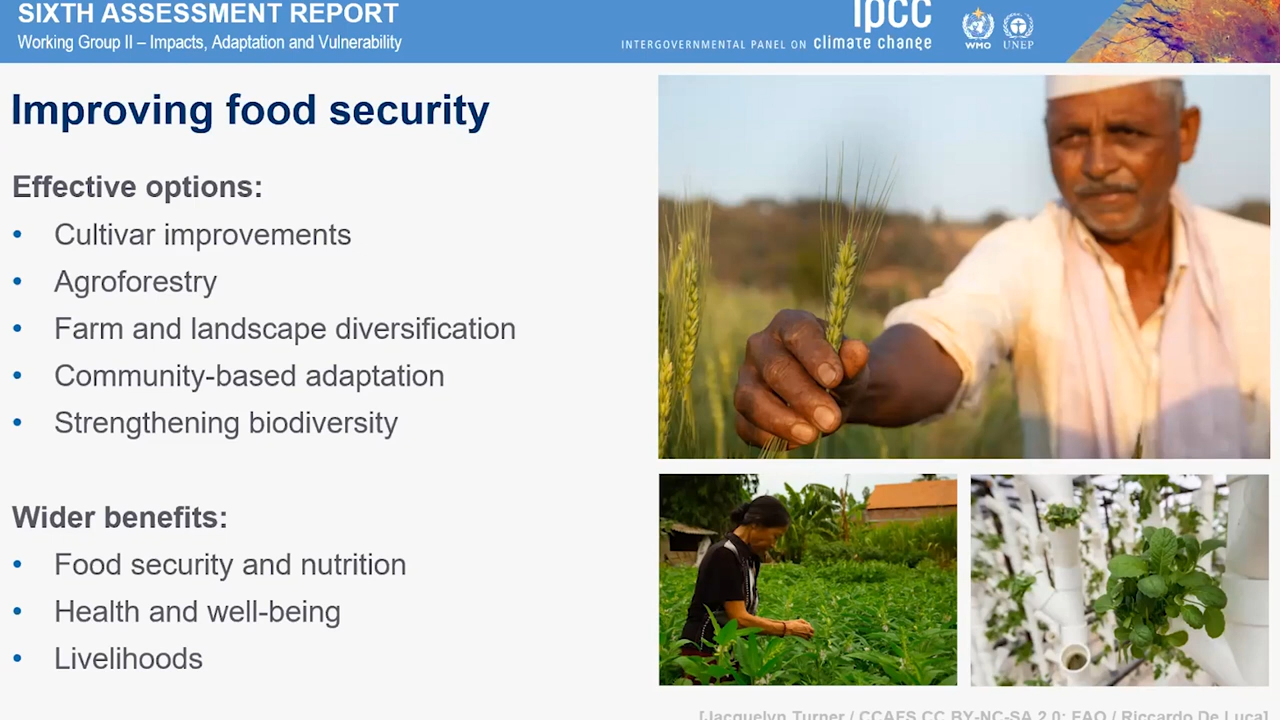 SIXTH ASSESSMENT REPORT
Working Group II – Impacts, Adaptation and Vulnerability
ipcc
INTERGOVERNMENTAL PANEL ON climate change
WMO UNEP
Improving food security
Effective options:
• Cultivar improvements
• Agroforestry
• Farm and landscape diversification
• Community-based adaptation
• Strengthening biodiversity
Wider benefits:
• Food security and nutrition
• Health and well-being
• Livelihoods
[Jacquelyn Turner / CCAFS CC BY-NC-SA 2.0; FAO / Riccardo De Luca]